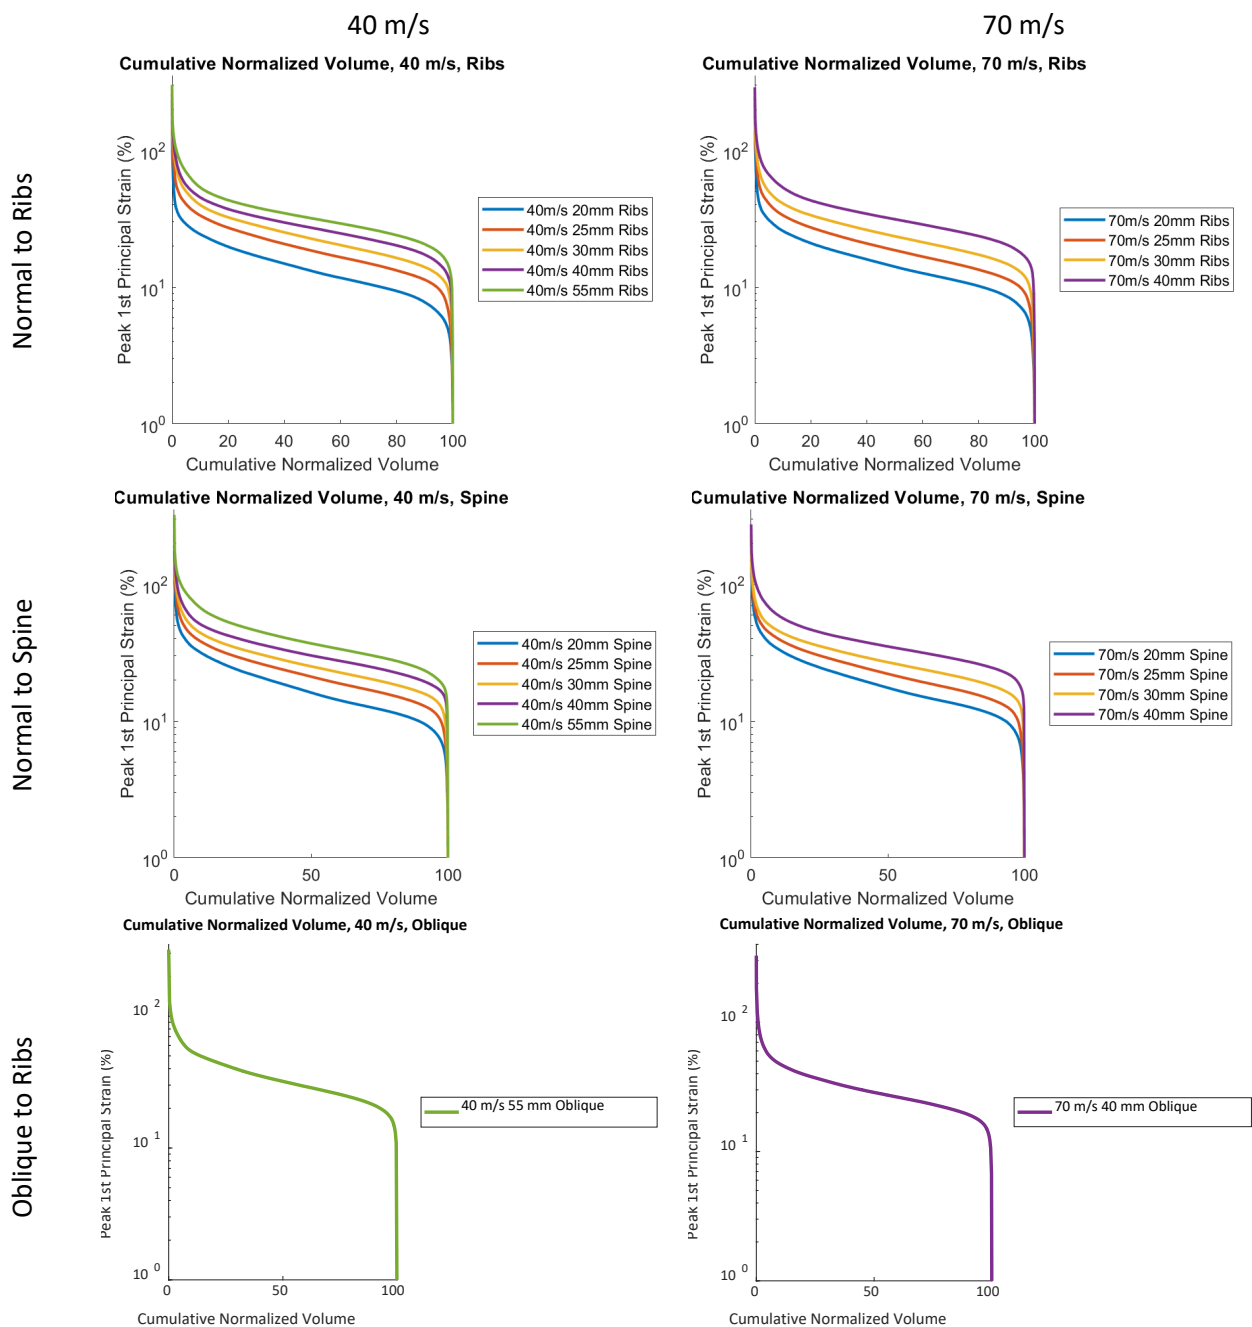 40 m/s
70 m/s
Normal to Ribs
Cumulative Normalized Volume, 40 m/s, Ribs
Peak 1st Principal Strain (%)
10^2
10^1
10^0
0 20 40 60 80 100
Cumulative Normalized Volume
40m/s 20mm Ribs
40m/s 25mm Ribs
40m/s 30mm Ribs
40m/s 40mm Ribs
40m/s 55mm Ribs
Cumulative Normalized Volume, 70 m/s, Ribs
Peak 1st Principal Strain (%)
10^2
10^1
10^0
0 20 40 60 80 100
Cumulative Normalized Volume
70m/s 20mm Ribs
70m/s 25mm Ribs
70m/s 30mm Ribs
70m/s 40mm Ribs
Normal to Spine
Cumulative Normalized Volume, 40 m/s, Spine
Peak 1st Principal Strain (%)
10^2
10^1
10^0
0 50 100
Cumulative Normalized Volume
40m/s 20mm Spine
40m/s 25mm Spine
40m/s 30mm Spine
40m/s 40mm Spine
40m/s 55mm Spine
Cumulative Normalized Volume, 70 m/s, Spine
Peak 1st Principal Strain (%)
10^2
10^1
10^0
0 50 100
Cumulative Normalized Volume
70m/s 20mm Spine
70m/s 25mm Spine
70m/s 30mm Spine
70m/s 40mm Spine
Oblique to Ribs
Cumulative Normalized Volume, 40 m/s, Oblique
Peak 1st Principal Strain (%)
10^2
10^1
10^0
0 50 100
Cumulative Normalized Volume
40 m/s 55 mm Oblique
Cumulative Normalized Volume, 70 m/s, Oblique
Peak 1st Principal Strain (%)
10^2
10^1
10^0
0 50 100
Cumulative Normalized Volume
70 m/s 40 mm Oblique